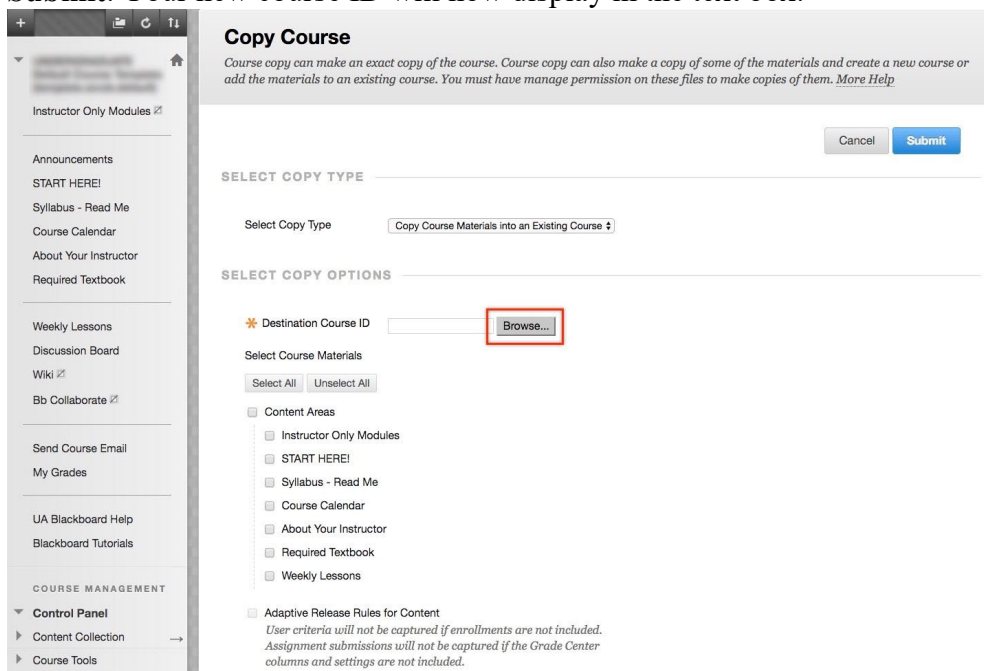 Submit. Your new course ID will now display in the text box.
Copy Course
Course copy can make an exact copy of the course. Course copy can also make a copy of some of the materials and create a new course or
add the materials to an existing course. You must have manage permission on these files to make copies of them. More Help
Instructor Only Modules
Announcements
START HERE!
Syllabus - Read Me
Course Calendar
About Your Instructor
Required Textbook
Weekly Lessons
Discussion Board
Wiki
Bb Collaborate
Send Course Email
My Grades
UA Blackboard Help
Blackboard Tutorials
COURSE MANAGEMENT
Control Panel
Content Collection
Course Tools
Cancel Submit
SELECT COPY TYPE
Select Copy Type Copy Course Materials into an Existing Course
SELECT COPY OPTIONS
Destination Course ID Browse...
Select Course Materials
Select All Unselect All
Content Areas
Instructor Only Modules
START HERE!
Syllabus - Read Me
Course Calendar
About Your Instructor
Required Textbook
Weekly Lessons
Adaptive Release Rules for Content
User criteria will not be captured if enrollments are not included.
Assignment submissions will not be captured if the Grade Center
columns and settings are not included.